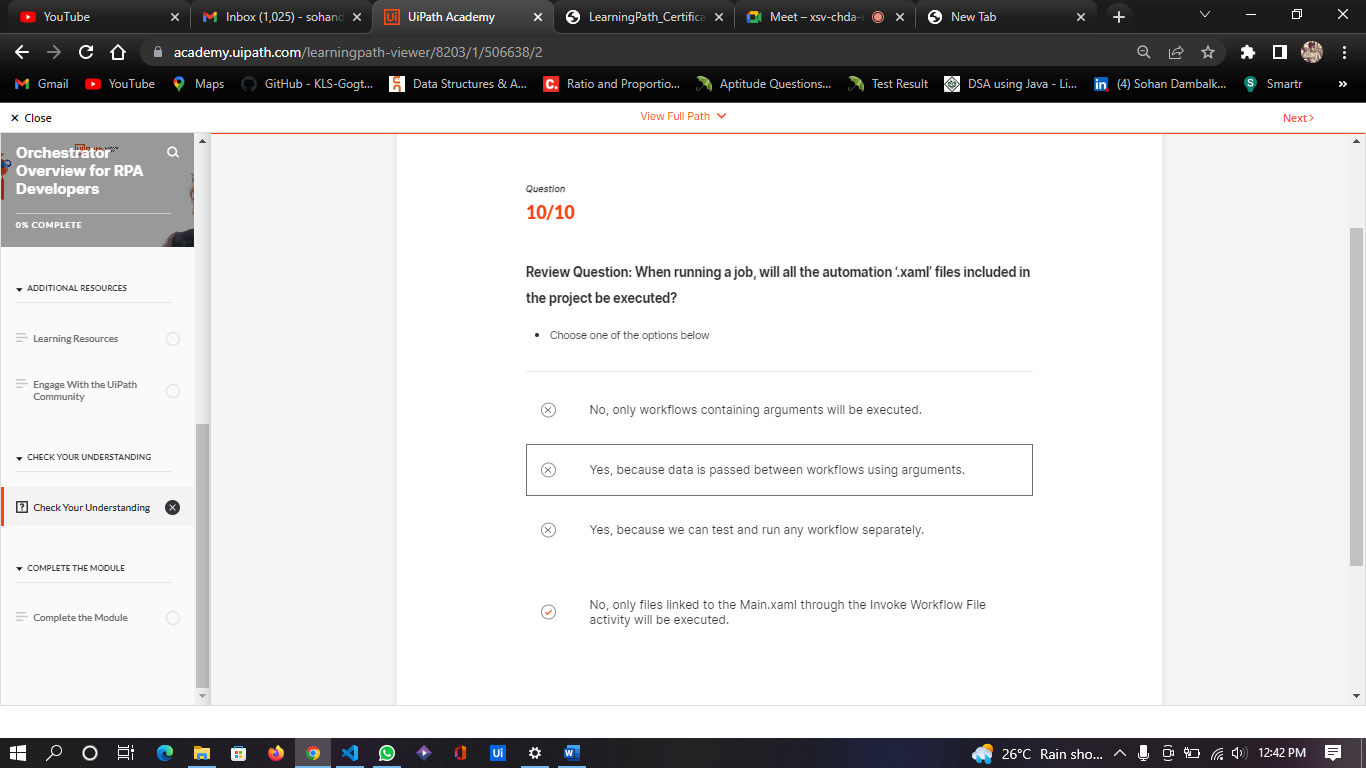 YouTube
Inbox (1,025) - sohand
UiPath Academy
LearningPath_Certifica
Meet – xsv-chda-r
New Tab
academy.uipath.com/learningpath-viewer/8203/1/506638/2
Gmail
YouTube
Maps
GitHub - KLS-Gogt...
Data Structures & A...
Ratio and Proportio...
Aptitude Questions...
Test Result
DSA using Java - Li...
(4) Sohan Dambalk...
Smartr
Close
View Full Path
Next
Orchestrator
Overview for RPA
Developers
0% COMPLETE
ADDITIONAL RESOURCES
Learning Resources
Engage With the UiPath
Community
CHECK YOUR UNDERSTANDING
Check Your Understanding
COMPLETE THE MODULE
Complete the Module
Question
10/10
Review Question: When running a job, will all the automation ‘.xaml’ files included in
the project be executed?
Choose one of the options below
No, only workflows containing arguments will be executed.
Yes, because data is passed between workflows using arguments.
Yes, because we can test and run any workflow separately.
No, only files linked to the Main.xaml through the Invoke Workflow File
activity will be executed.
26°C Rain sho...
12:42 PM